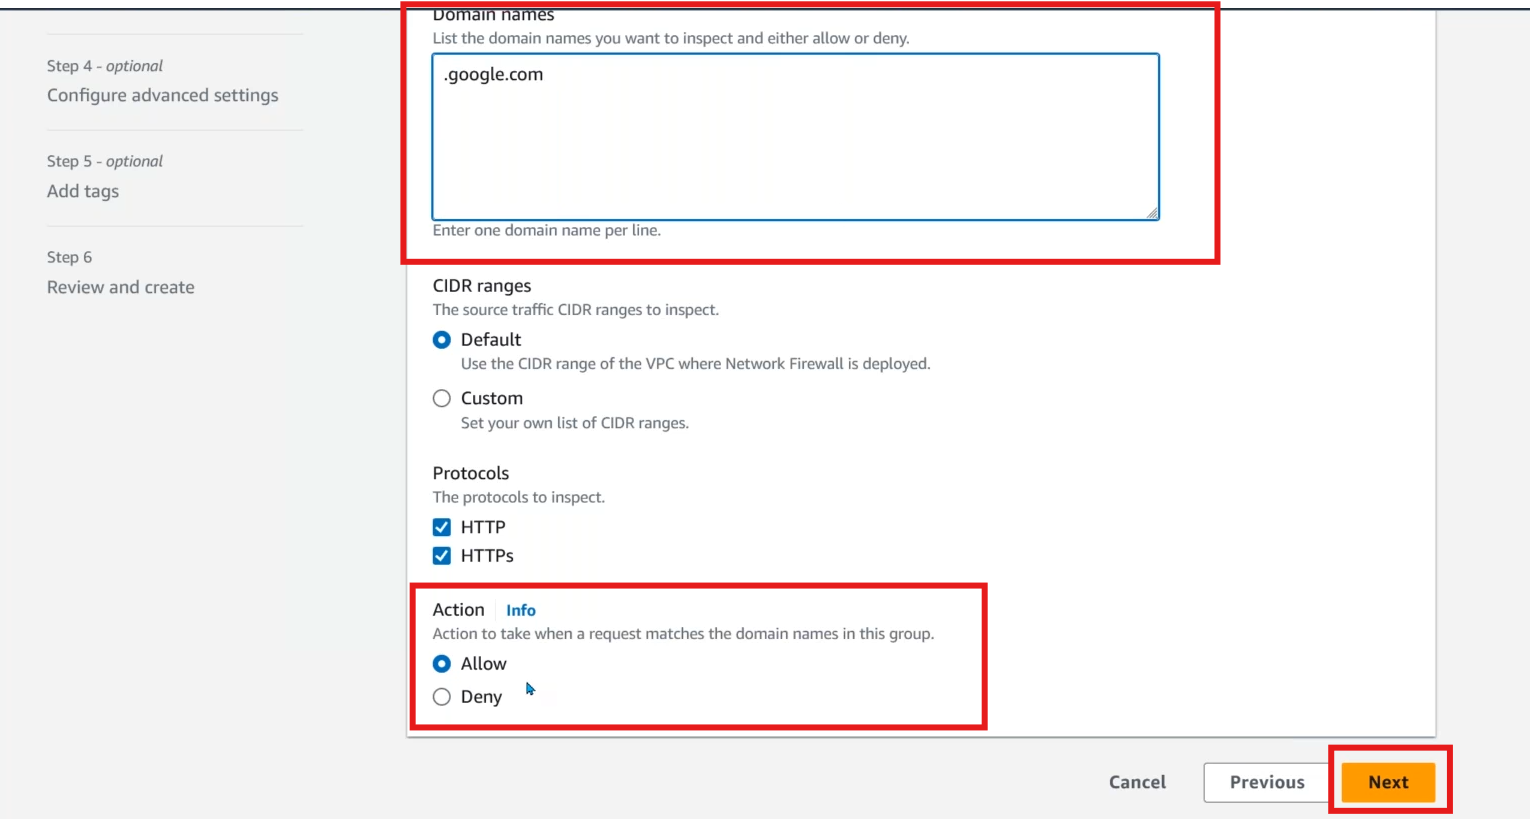 Step 4 - optional
Configure advanced settings
Step 5 - optional
Add tags
Step 6
Review and create
Domain names
List the domain names you want to inspect and either allow or deny.
.google.com
Enter one domain name per line.
CIDR ranges
The source traffic CIDR ranges to inspect.
Default
Use the CIDR range of the VPC where Network Firewall is deployed.
Custom
Set your own list of CIDR ranges.
Protocols
The protocols to inspect.
HTTP
HTTPs
Action Info
Action to take when a request matches the domain names in this group.
Allow
Deny
Cancel Previous Next